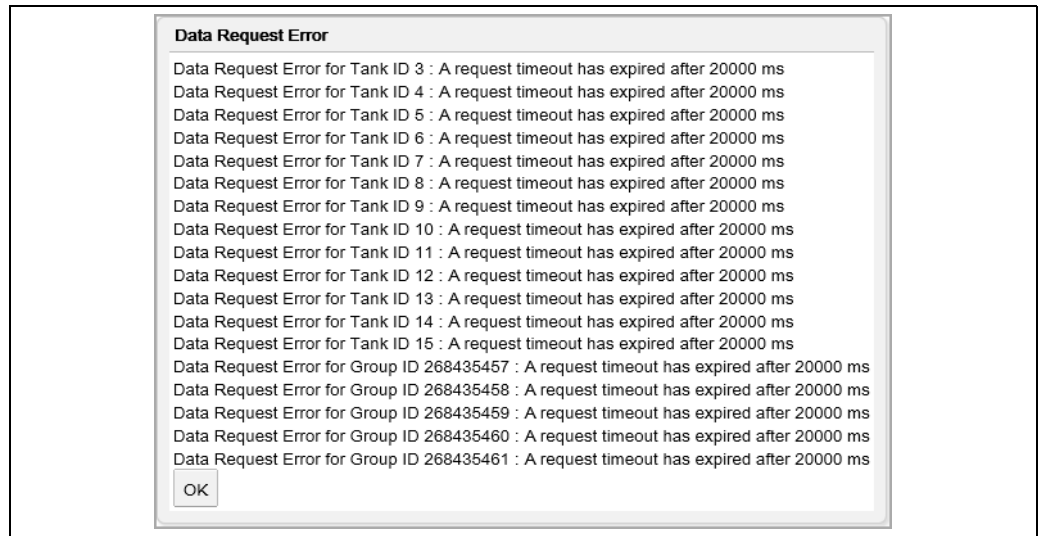 Data Request Error
Data Request Error for Tank ID 3 : A request timeout has expired after 20000 ms
Data Request Error for Tank ID 4 : A request timeout has expired after 20000 ms
Data Request Error for Tank ID 5 : A request timeout has expired after 20000 ms
Data Request Error for Tank ID 6 : A request timeout has expired after 20000 ms
Data Request Error for Tank ID 7 : A request timeout has expired after 20000 ms
Data Request Error for Tank ID 8 : A request timeout has expired after 20000 ms
Data Request Error for Tank ID 9 : A request timeout has expired after 20000 ms
Data Request Error for Tank ID 10 : A request timeout has expired after 20000 ms
Data Request Error for Tank ID 11 : A request timeout has expired after 20000 ms
Data Request Error for Tank ID 12 : A request timeout has expired after 20000 ms
Data Request Error for Tank ID 13 : A request timeout has expired after 20000 ms
Data Request Error for Tank ID 14 : A request timeout has expired after 20000 ms
Data Request Error for Tank ID 15 : A request timeout has expired after 20000 ms
Data Request Error for Group ID 268435457 : A request timeout has expired after 20000 ms
Data Request Error for Group ID 268435458 : A request timeout has expired after 20000 ms
Data Request Error for Group ID 268435459 : A request timeout has expired after 20000 ms
Data Request Error for Group ID 268435460 : A request timeout has expired after 20000 ms
Data Request Error for Group ID 268435461 : A request timeout has expired after 20000 ms
OK